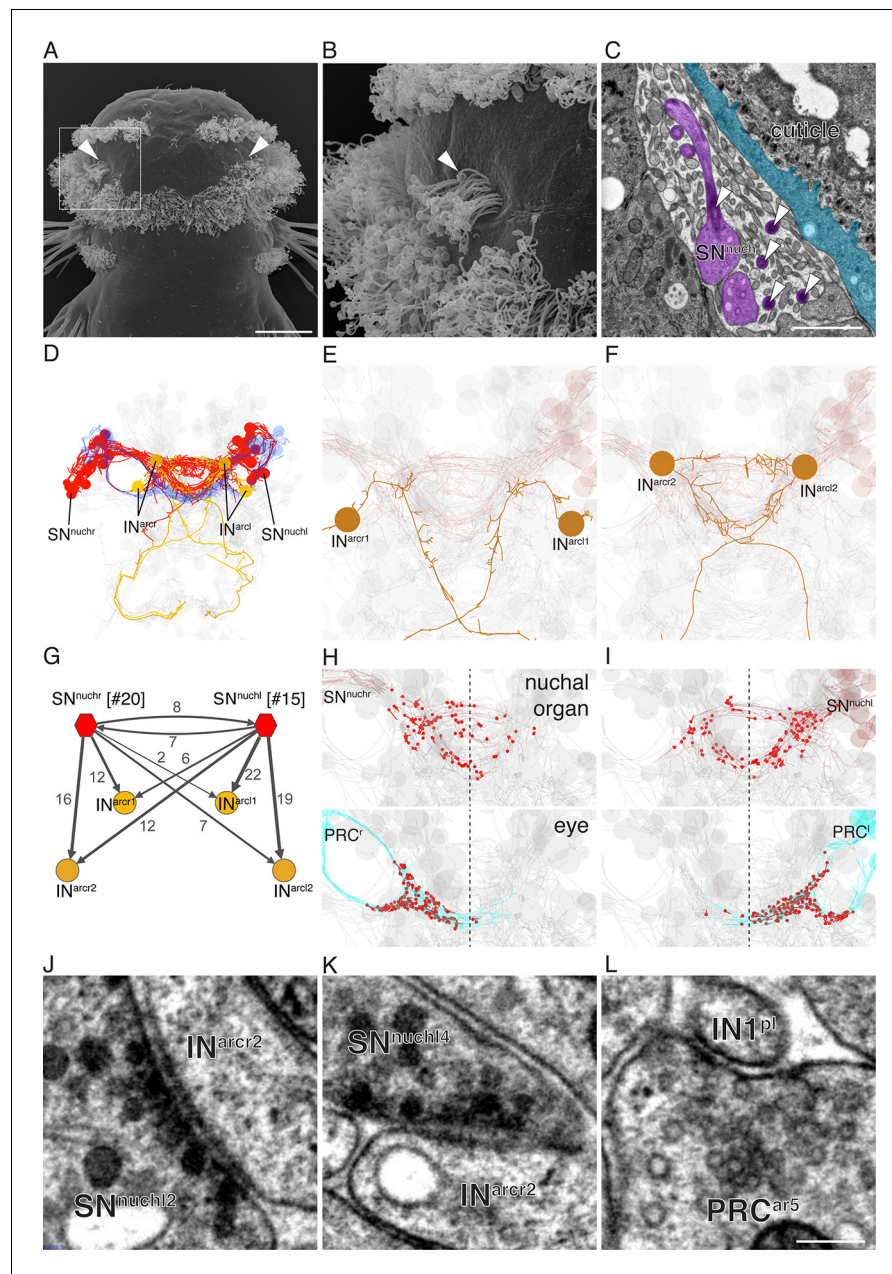 A
B
C
cuticle
SNnuch
D
E
F
SNnuchr
INarcr
INarcl
SNnuchl
INarcr1
INarcl1
INarcr2
INarcl2
G
H
I
SNnuchr [#20]
SNnuchl [#15]
8
7
2
6
12
22
16
INarcr1
INarcl1
19
12
7
INarcr2
INarcl2
SNnuchr
nuchal
organ
SNnuchl
PRCr
eye
PRCl
J
K
L
INarcr2
SNnuchl2
SNnuchl4
INarcr2
IN1pl
PRCar5